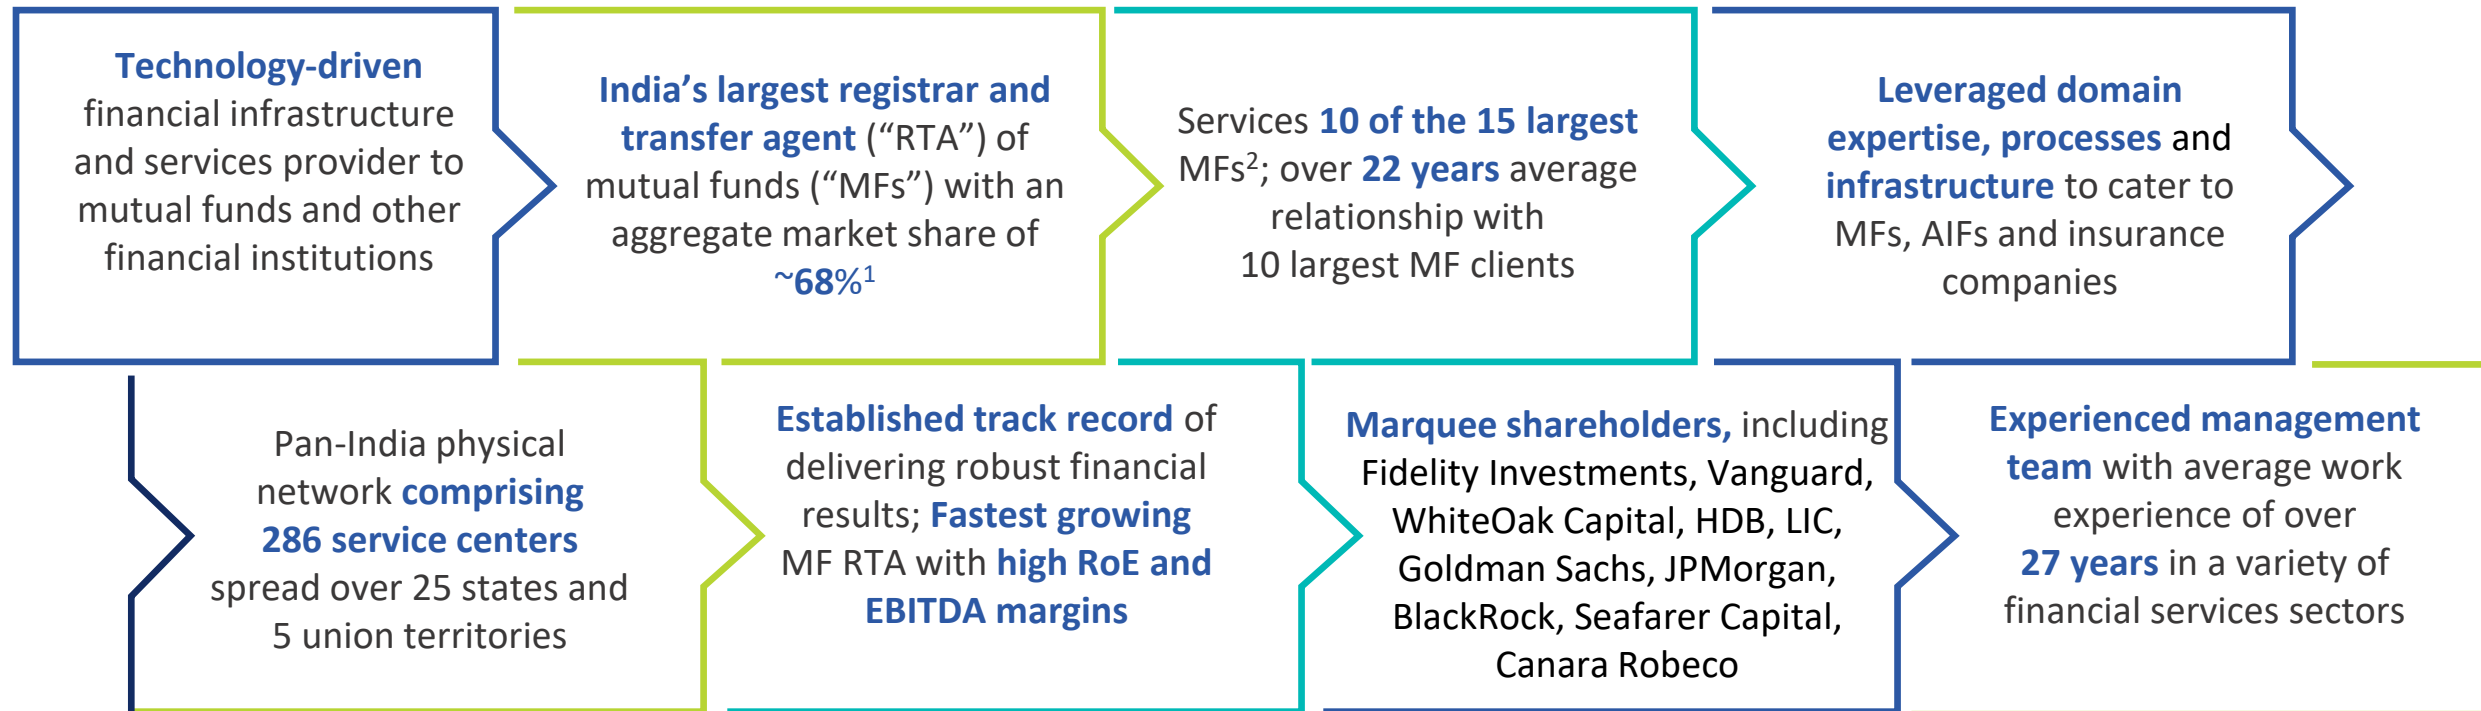 Technology-driven
financial infrastructure
and services provider to
mutual funds and other
financial institutions
India’s largest registrar and
transfer agent (“RTA”) of
mutual funds (“MFs”) with an
aggregate market share of
~68%¹
Services 10 of the 15 largest
MFs²; over 22 years average
relationship with
10 largest MF clients
Leveraged domain
expertise, processes and
infrastructure to cater to
MFs, AIFs and insurance
companies
Pan-India physical
network comprising
286 service centers
spread over 25 states and
5 union territories
Established track record of
delivering robust financial
results; Fastest growing
MF RTA with high RoE and
EBITDA margins
Marquee shareholders, including
Fidelity Investments, Vanguard,
WhiteOak Capital, HDB, LIC,
Goldman Sachs, JPMorgan,
BlackRock, Seafarer Capital,
Canara Robeco
Experienced management
team with average work
experience of over
27 years in a variety of
financial services sectors